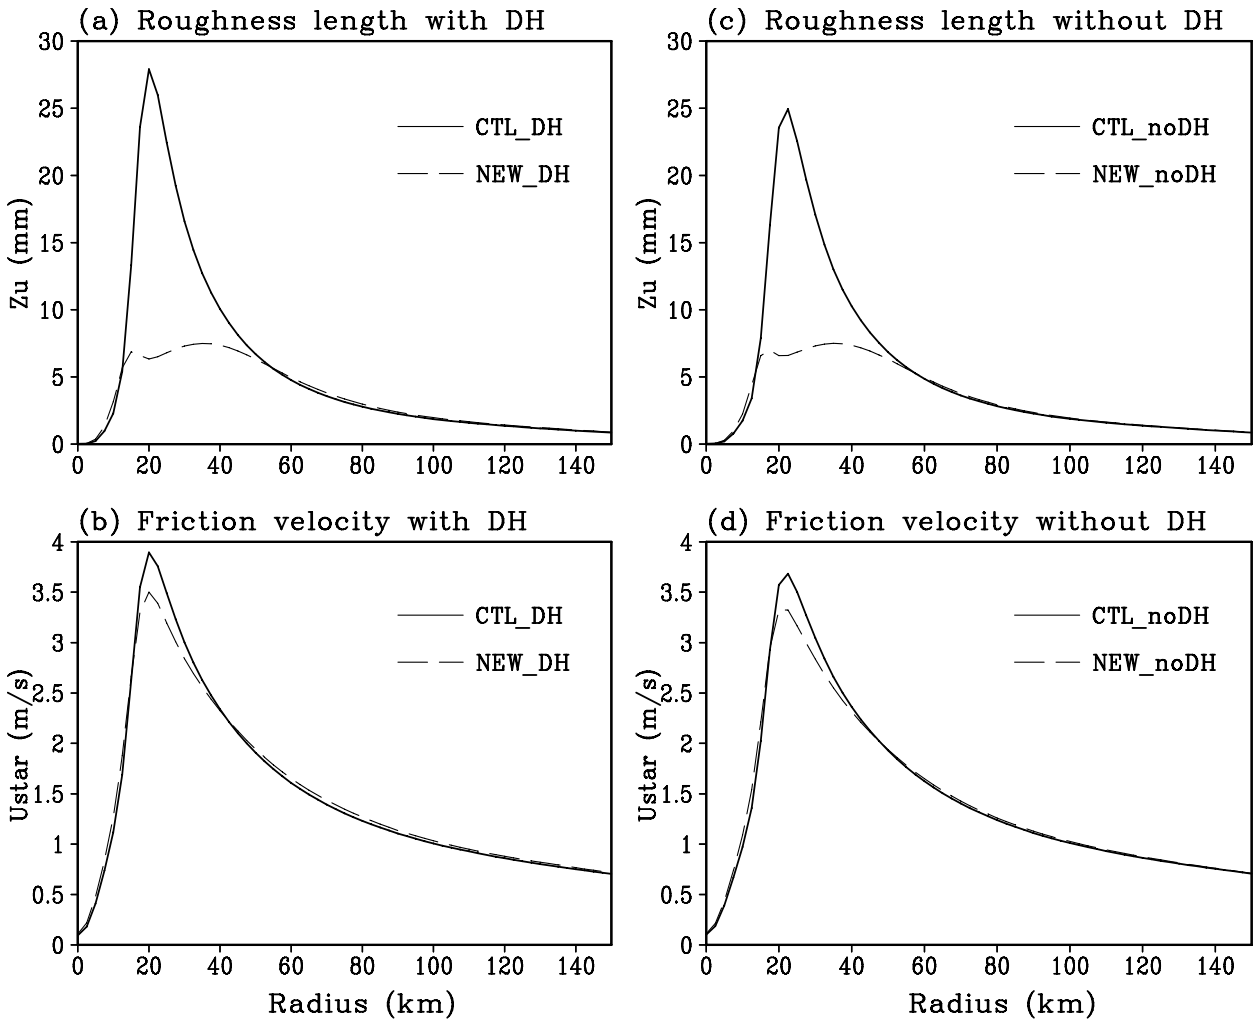 (a) Roughness length with DH
30
25
20
15
10
5
0
Zu (mm)
CTL_DH
NEW_DH
0 20 40 60 80 100 120 140
(c) Roughness length without DH
30
25
20
15
10
5
0
Zu (mm)
CTL_noDH
NEW_noDH
0 20 40 60 80 100 120 140
(b) Friction velocity with DH
4
3.5
3
2.5
2
1.5
1
0.5
0
Ustar (m/s)
CTL_DH
NEW_DH
0 20 40 60 80 100 120 140
Radius (km)
(d) Friction velocity without DH
4
3.5
3
2.5
2
1.5
1
0.5
0
Ustar (m/s)
CTL_noDH
NEW_noDH
0 20 40 60 80 100 120 140
Radius (km)